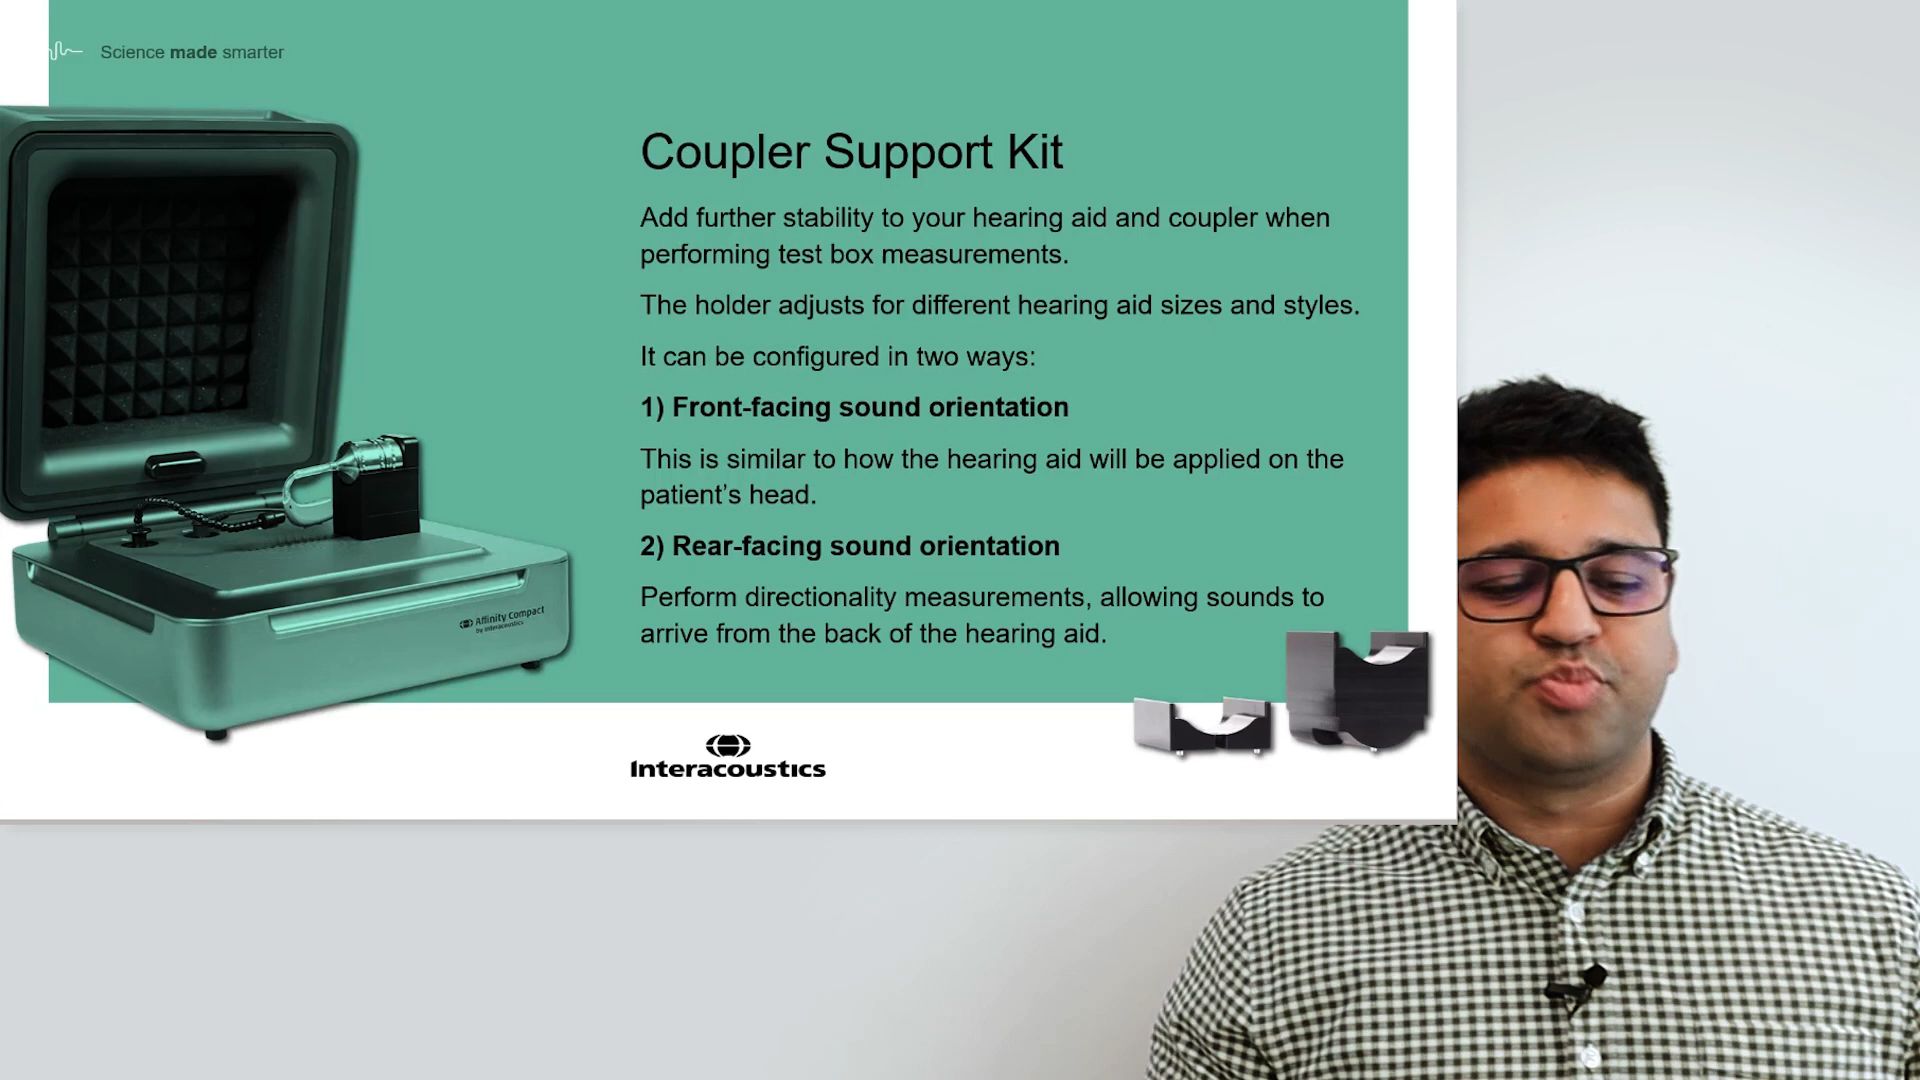 Science made smarter
Coupler Support Kit
Add further stability to your hearing aid and coupler when
performing test box measurements.
The holder adjusts for different hearing aid sizes and styles.
It can be configured in two ways:
1) Front-facing sound orientation
This is similar to how the hearing aid will be applied on the
patient’s head.
2) Rear-facing sound orientation
Perform directionality measurements, allowing sounds to
arrive from the back of the hearing aid.
Affinity Compact
by Interacoustics
Interacoustics